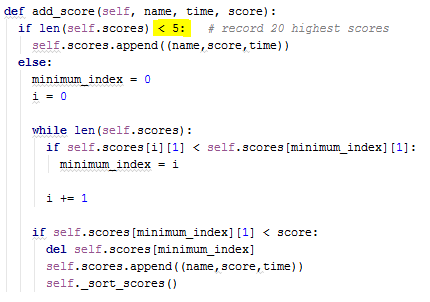 def add_score(self, name, time, score):
  if len(self.scores) < 5:   # record 20 highest scores
    self.scores.append((name,score,time))
  else:
    minimum_index = 0
    i = 0
    while len(self.scores):
      if self.scores[i][1] < self.scores[minimum_index][1]:
        minimum_index = i
      i += 1
    if self.scores[minimum_index][1] < score:
      del self.scores[minimum_index]
      self.scores.append((name,score,time))
      self._sort_scores()